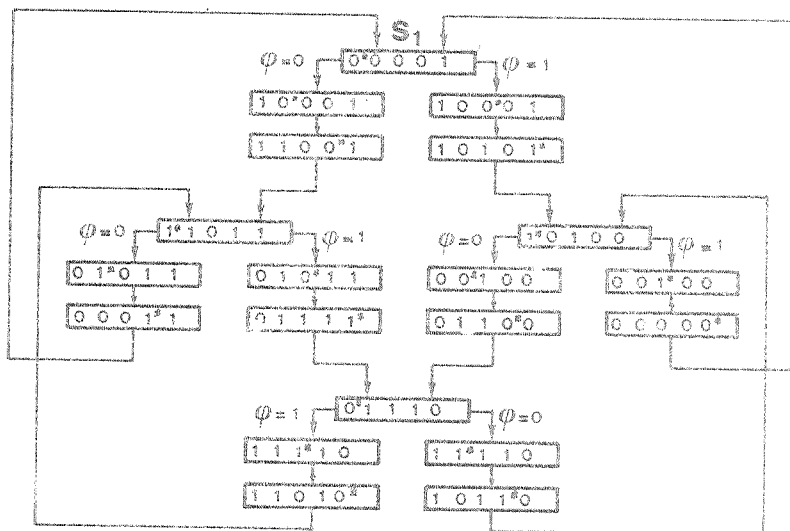 S₁
φ=0 0* 0 0 0 1 φ=1
1 0* 0 0 1 1 0 0* 0 1
1 1 0 0* 1 1 0 1 0 1*
1* 1 0 1 1 1* 0 1 0 0
φ=0 φ=1 φ=0 φ=1
0 1* 0 1 1 0 1 0* 1 1 0 0* 1 0 0 0 0 1* 0 0
0 0 0 1* 1 0 1 1 1 1* 0 1 1 0* 0 0 0 0 0 0*
0* 1 1 1 0
φ=1 φ=0
1 1 1* 1 0 1 1* 1 1 0
1 1 0 1 0* 1 0 1 1* 0